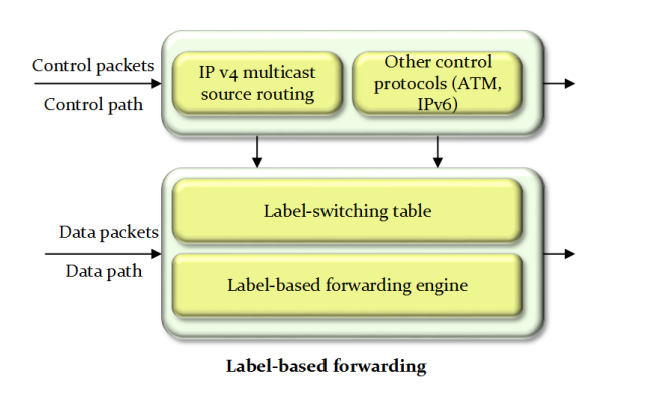 Control packets
Control path
IP v4 multicast
source routing
Other control
protocols (ATM,
IPv6)
Data packets
Data path
Label-switching table
Label-based forwarding engine
Label-based forwarding